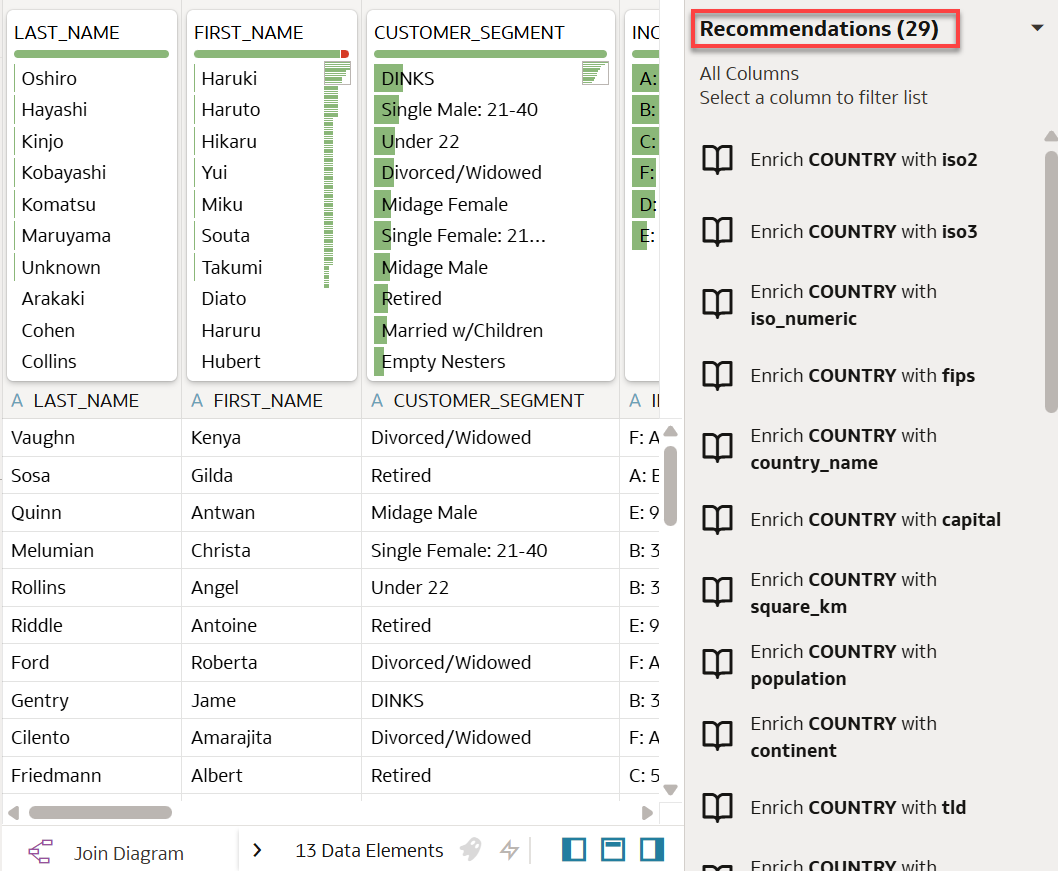 LAST_NAME
Oshiro
Hayashi
Kinjo
Kobayashi
Komatsu
Maruyama
Unknown
Arakaki
Cohen
Collins
FIRST_NAME
Haruki
Haruto
Hikaru
Yui
Miku
Souta
Takumi
Diato
Haruru
Hubert
CUSTOMER_SEGMENT
DINKS
Single Male: 21-40
Under 22
Divorced/Widowed
Midage Female
Single Female: 21...
Midage Male
Retired
Married w/Children
Empty Nesters
INC
A:
B:
C:
F:
D:
E:
A LAST_NAME A FIRST_NAME A CUSTOMER_SEGMENT A I
Vaughn Kenya Divorced/Widowed F: A
Sosa Gilda Retired A: E
Quinn Antwan Midage Male E: 9
Melumian Christa Single Female: 21-40 B: 3
Rollins Angel Under 22 B: 3
Riddle Antoine Retired E: 9
Ford Roberta Divorced/Widowed F: A
Gentry Jame DINKS B: 3
Cilento Amarajita Divorced/Widowed F: A
Friedmann Albert Retired C: 5
Join Diagram 13 Data Elements
Recommendations (29)
All Columns
Select a column to filter list
Enrich COUNTRY with iso2
Enrich COUNTRY with iso3
Enrich COUNTRY with
iso_numeric
Enrich COUNTRY with fips
Enrich COUNTRY with
country_name
Enrich COUNTRY with capital
Enrich COUNTRY with
square_km
Enrich COUNTRY with
population
Enrich COUNTRY with
continent
Enrich COUNTRY with tld
Enrich COUNTRY with